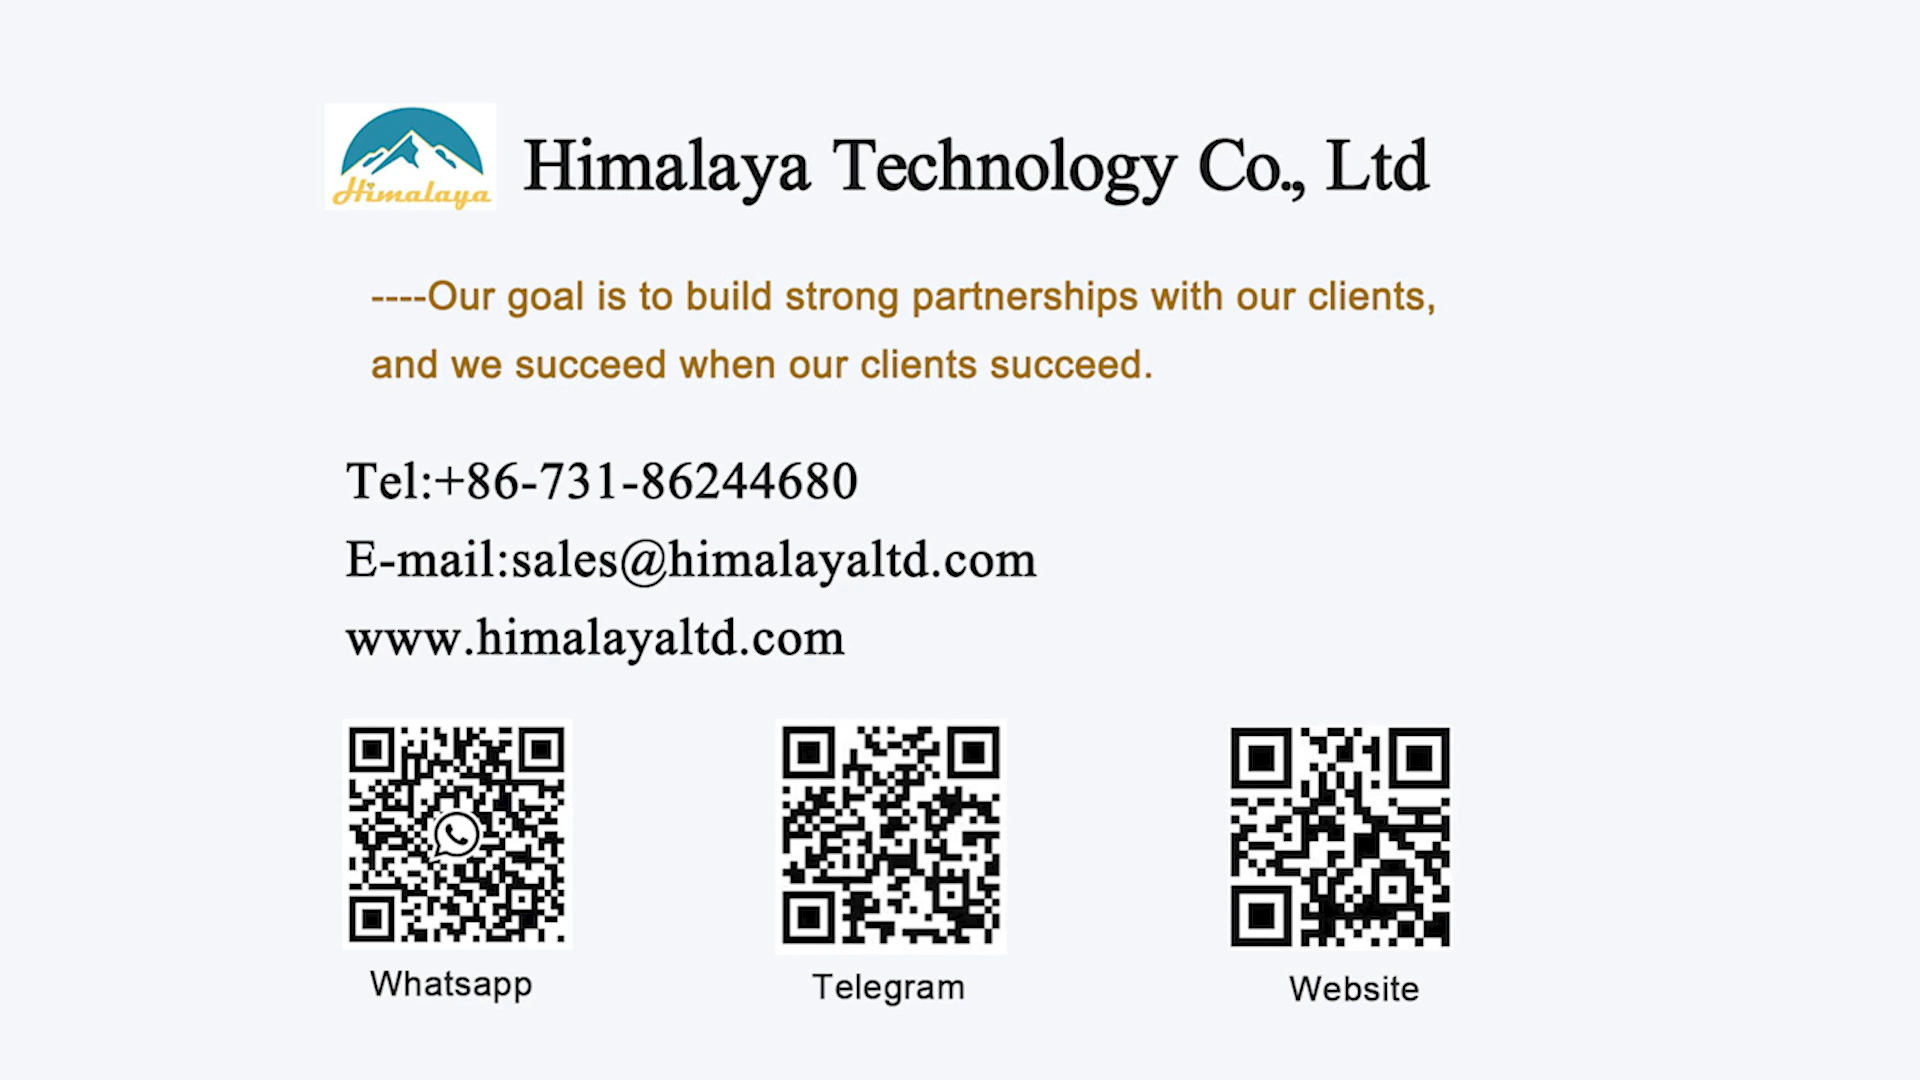 Himalaya
Himalaya Technology Co., Ltd
----Our goal is to build strong partnerships with our clients,
and we succeed when our clients succeed.
Tel:+86-731-86244680
E-mail:sales@himalayaltd.com
www.himalayaltd.com
Whatsapp
Telegram
Website